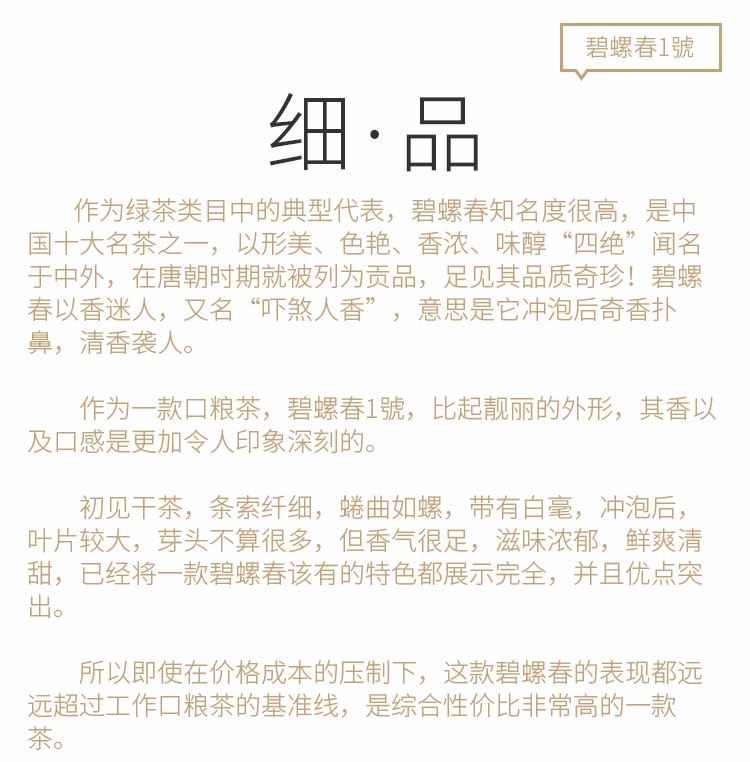 碧螺春1號
细·品
作为绿茶类目中的典型代表，碧螺春知名度很高，是中
国十大名茶之一，以形美、色艳、香浓、味醇“四绝”闻名
于中外，在唐朝时期就被列为贡品，足见其品质奇珍！碧螺
春以香迷人，又名“吓煞人香”，意思是它冲泡后奇香扑
鼻，清香袭人。
作为一款口粮茶，碧螺春1號，比起靓丽的外形，其香以
及口感是更加令人印象深刻的。
初见干茶，条索纤细，蜷曲如螺，带有白毫，冲泡后，
叶片较大，芽头不算很多，但香气很足，滋味浓郁，鲜爽清
甜，已经将一款碧螺春该有的特色都展示完全，并且优点突
出。
所以即使在价格成本的压制下，这款碧螺春的表现都远
远超过工作口粮茶的基准线，是综合性价比非常高的一款
茶。